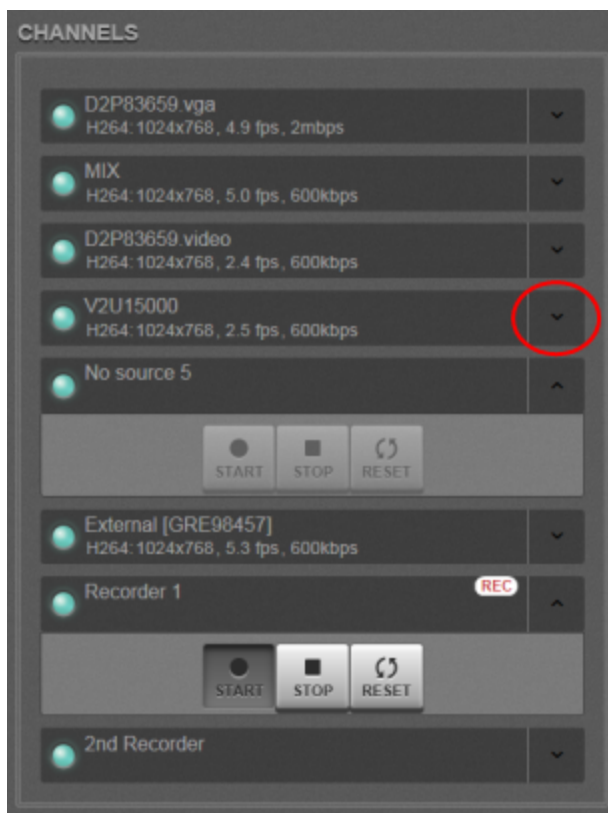 CHANNELS
D2P83659.vga
H264:1024x768, 4.9 fps, 2mbps
MIX
H264:1024x768, 5.0 fps, 600kbps
D2P83659.video
H264:1024x768, 2.4 fps, 600kbps
V2U15000
H264:1024x768, 2.5 fps, 600kbps
No source 5
START STOP RESET
External [GRE98457]
H264:1024x768, 5.3 fps, 600kbps
Recorder 1 REC
START STOP RESET
2nd Recorder